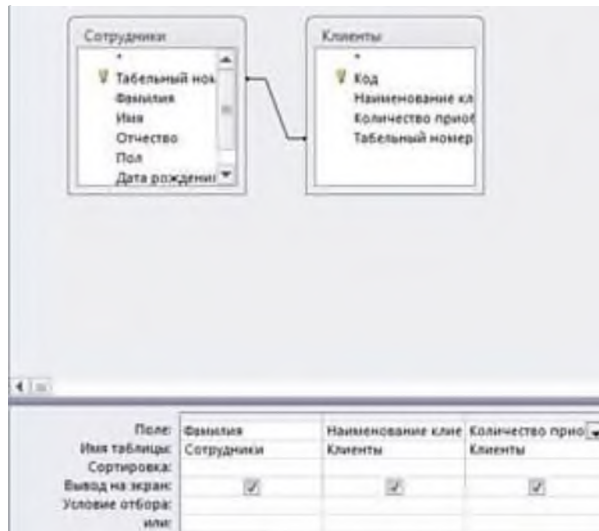 Сотрудники
*
Табельный ном
Фамилия
Имя
Отчество
Пол
Дата рождени
Клиенты
*
Код
Наименование кл
Количество приоб
Табельный номер
Поле: Фамилия Наименование клие Количество прио
Имя таблицы: Сотрудники Клиенты Клиенты
Сортировка:
Вывод на экран:
Условие отбора:
или: